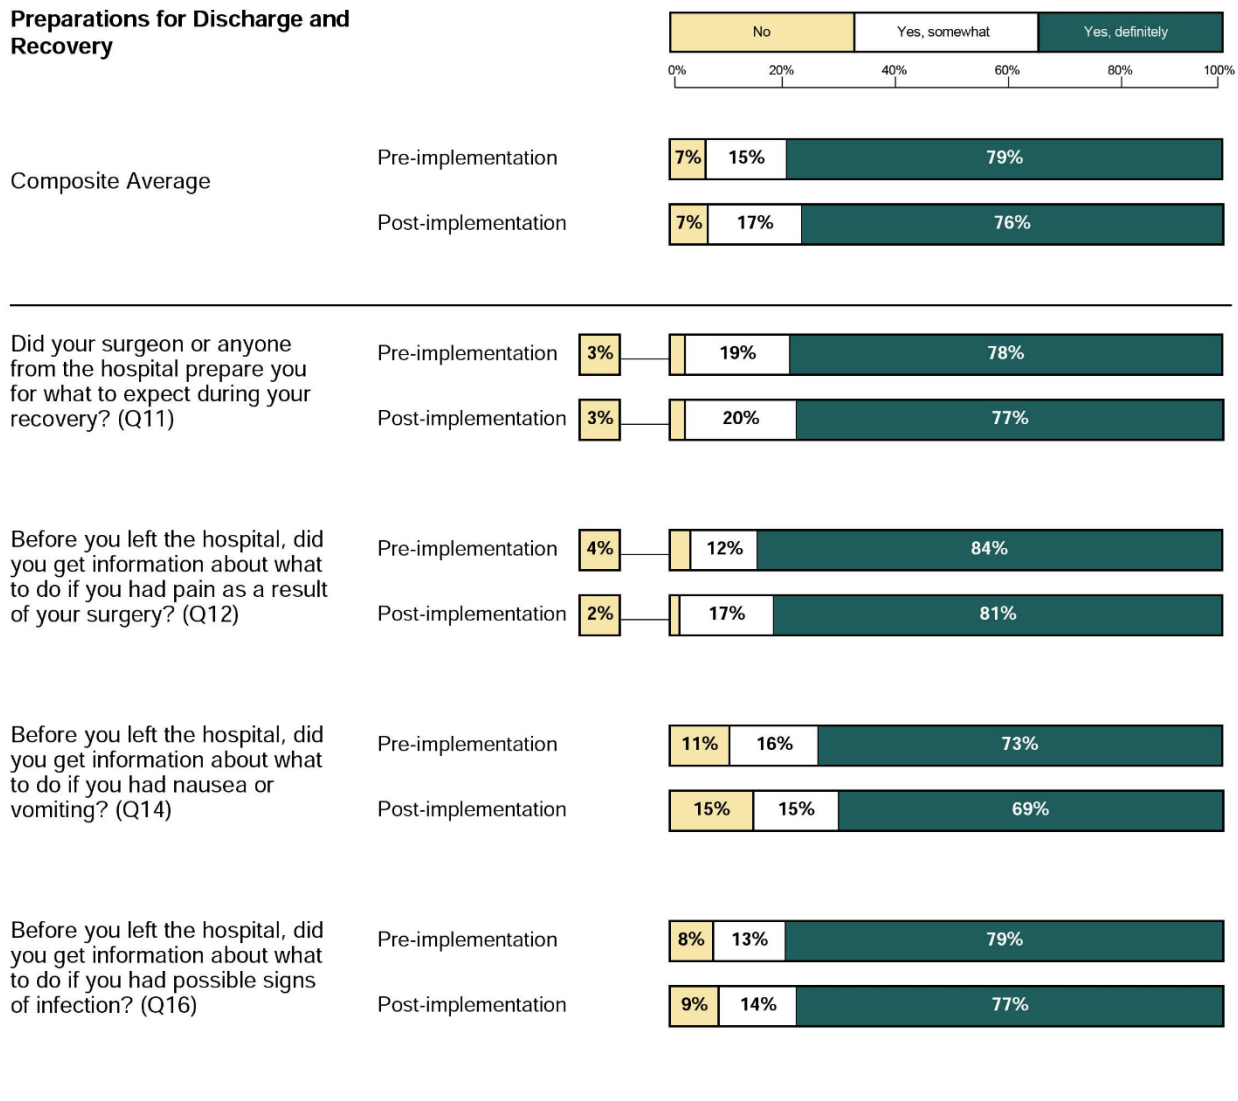 Preparations for Discharge and
Recovery
No
Yes, somewhat
Yes, definitely
0%
20%
40%
60%
80%
100%
Composite Average
Pre-implementation
7%
15%
79%
Post-implementation
7%
17%
76%
Did your surgeon or anyone
from the hospital prepare you
for what to expect during your
recovery? (Q11)
Pre-implementation
3%
19%
78%
Post-implementation
3%
20%
77%
Before you left the hospital, did
you get information about what
to do if you had pain as a result
of your surgery? (Q12)
Pre-implementation
4%
12%
84%
Post-implementation
2%
17%
81%
Before you left the hospital, did
you get information about what
to do if you had nausea or
vomiting? (Q14)
Pre-implementation
11%
16%
73%
Post-implementation
15%
15%
69%
Before you left the hospital, did
you get information about what
to do if you had possible signs
of infection? (Q16)
Pre-implementation
8%
13%
79%
Post-implementation
9%
14%
77%